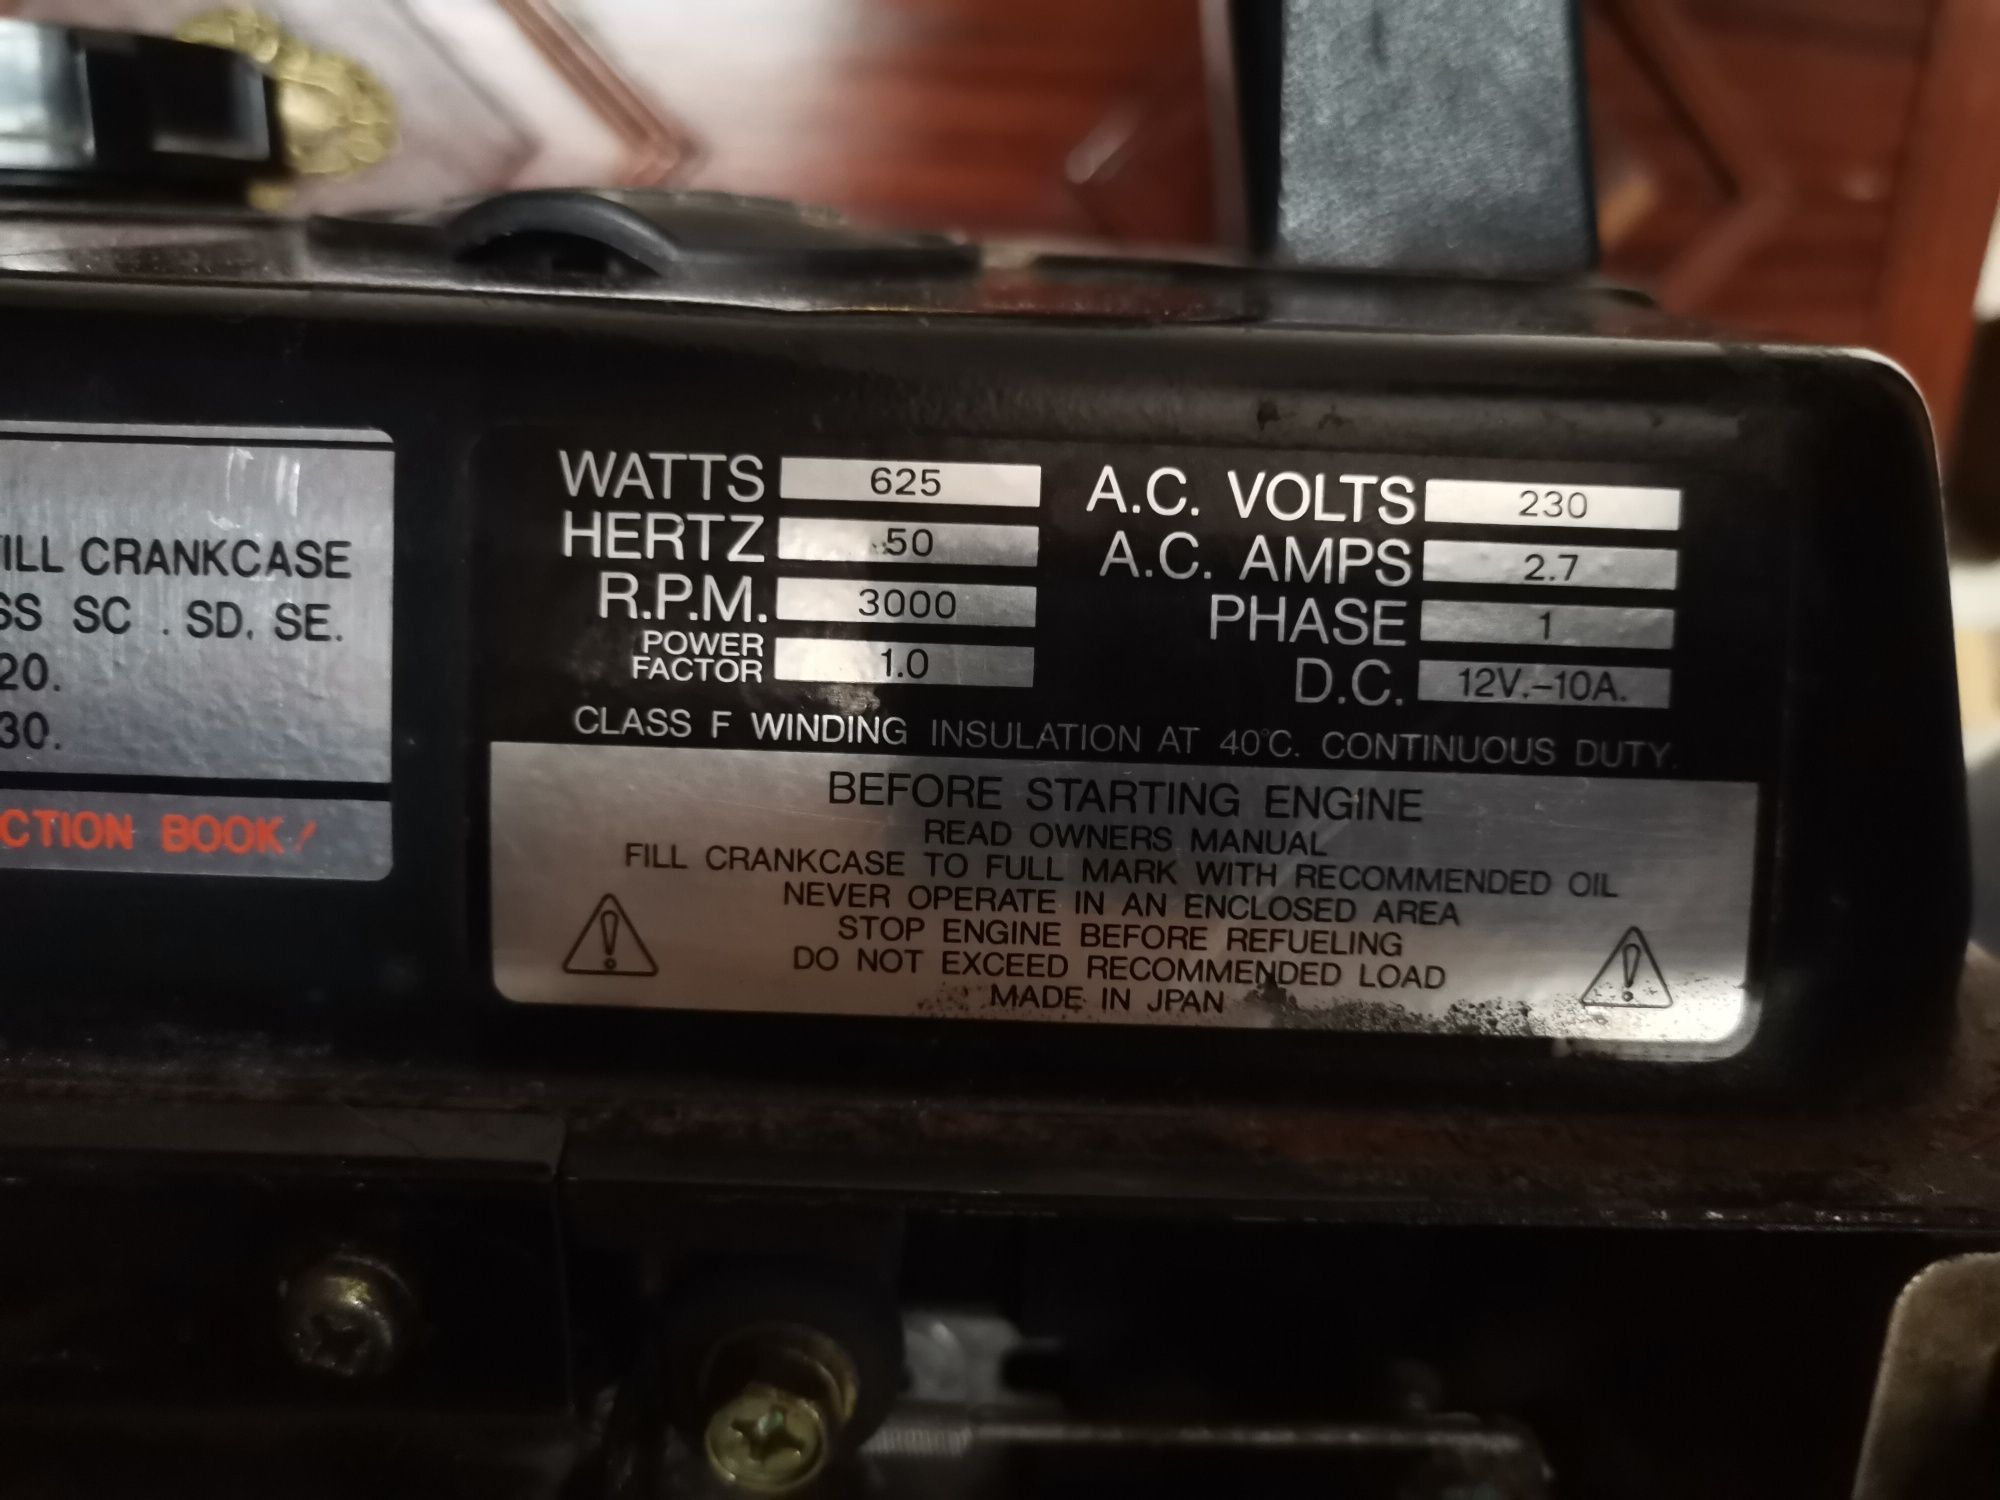 ILL CRANKCASE
SS SC . SD. SE.
20.
30.
CTION BOOK!
WATTS 625
HERTZ 50
R.P.M. 3000
POWER FACTOR 1.0
A.C. VOLTS 230
A.C. AMPS 2.7
PHASE 1
D.C. 12V.-10A.
CLASS F WINDING INSULATION AT 40°C. CONTINUOUS DUTY.
BEFORE STARTING ENGINE
READ OWNERS MANUAL
FILL CRANKCASE TO FULL MARK WITH RECOMMENDED OIL
NEVER OPERATE IN AN ENCLOSED AREA
STOP ENGINE BEFORE REFUELING
DO NOT EXCEED RECOMMENDED LOAD
MADE IN JPAN